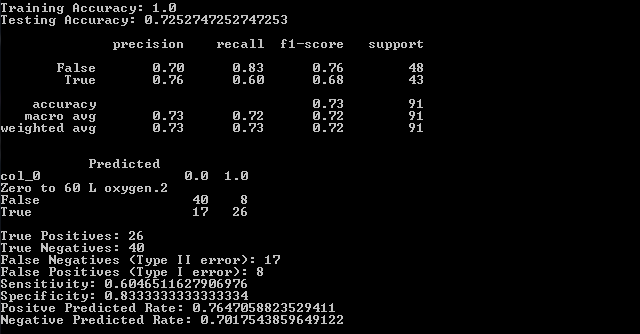 Training Accuracy: 1.0
Testing Accuracy: 0.7252747252747253
precision recall f1-score support
False 0.70 0.83 0.76 48
True 0.76 0.60 0.68 43
accuracy 0.73 91
macro avg 0.73 0.72 0.72 91
weighted avg 0.73 0.73 0.72 91
Predicted
col_0 0.0 1.0
Zero to 60 L oxygen.2
False 40 8
True 17 26
True Positives: 26
True Negatives: 40
False Negatives (Type II error): 17
False Positives (Type I error): 8
Sensitivity: 0.6046511627906976
Specificity: 0.8333333333333334
Positve Predicted Rate: 0.7647058823529411
Negative Predicted Rate: 0.7017543859649122